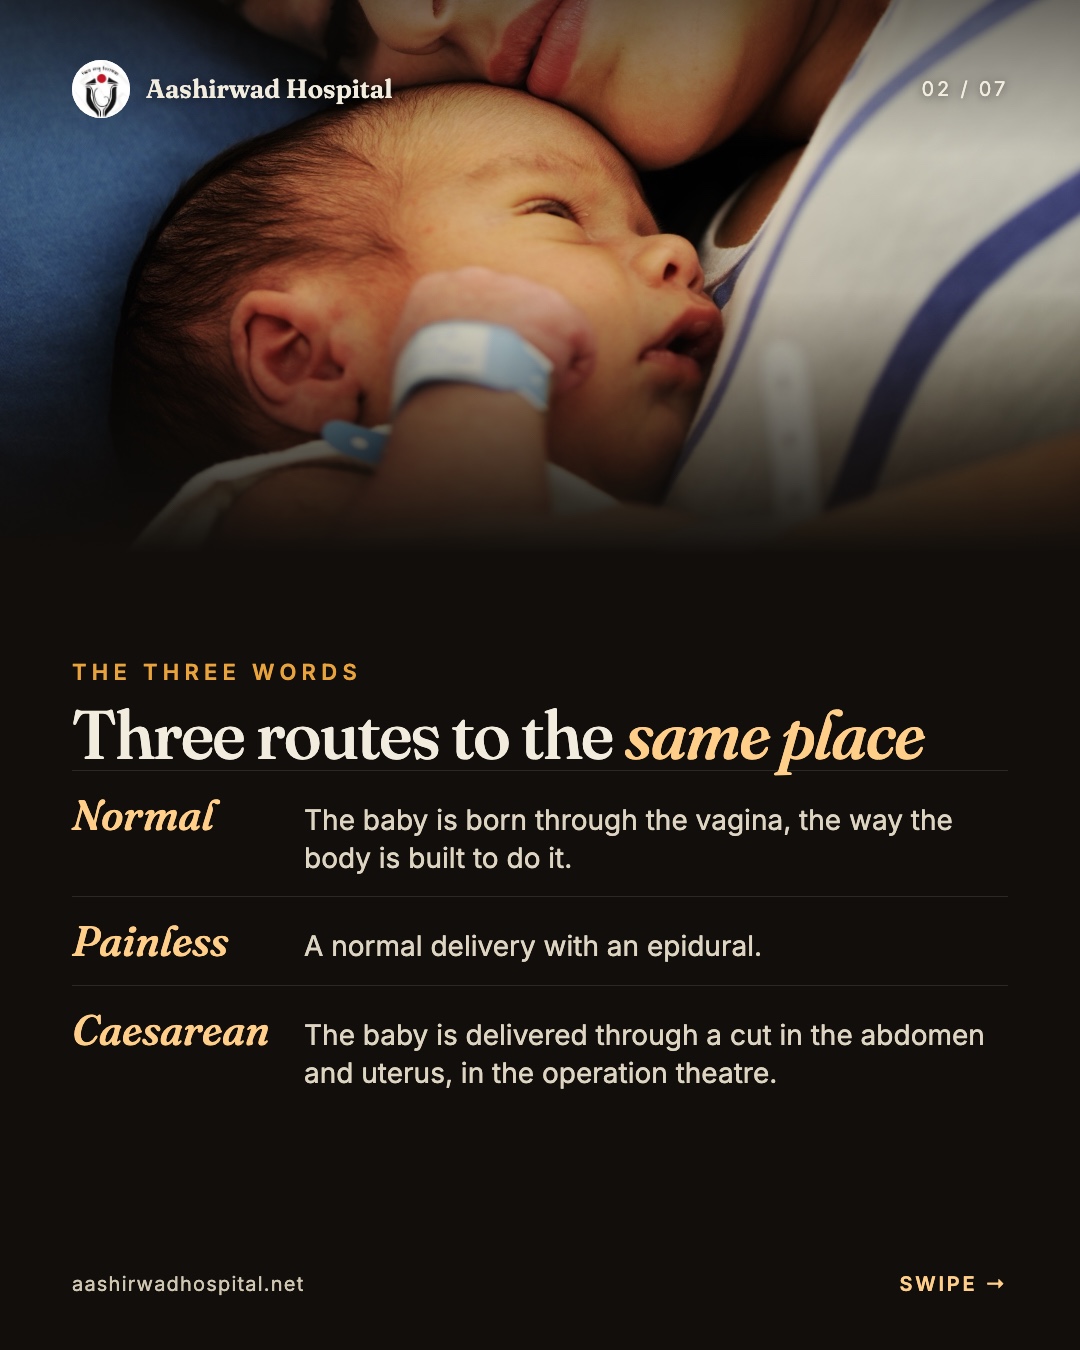 Aashirwad Hospital
02 / 07
THE THREE WORDS
Three routes to the same place
Normal
The baby is born through the vagina, the way the
body is built to do it.
Painless
A normal delivery with an epidural.
Caesarean
The baby is delivered through a cut in the abdomen
and uterus, in the operation theatre.
aashirwadhospital.net
SWIPE →